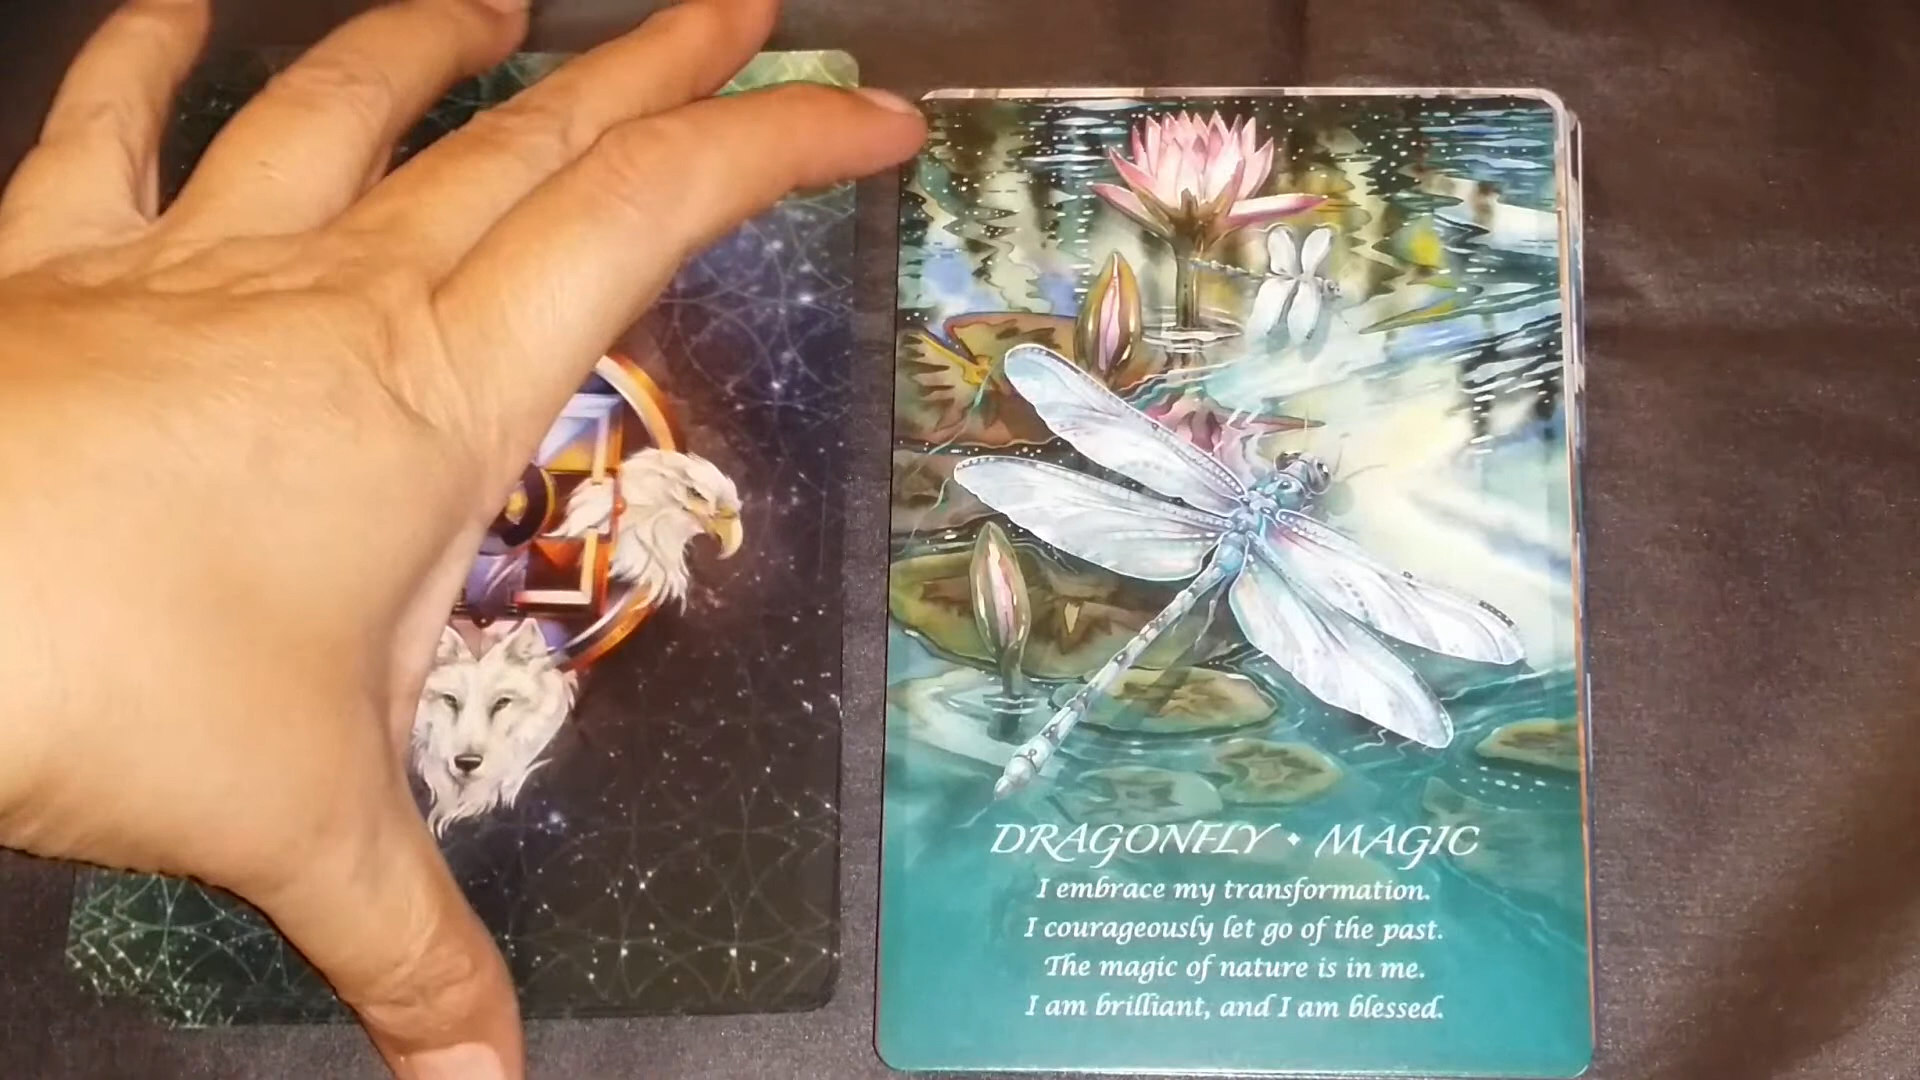 DRAGONFLY • MAGIC
I embrace my transformation.
I courageously let go of the past.
The magic of nature is in me.
I am brilliant, and I am blessed.